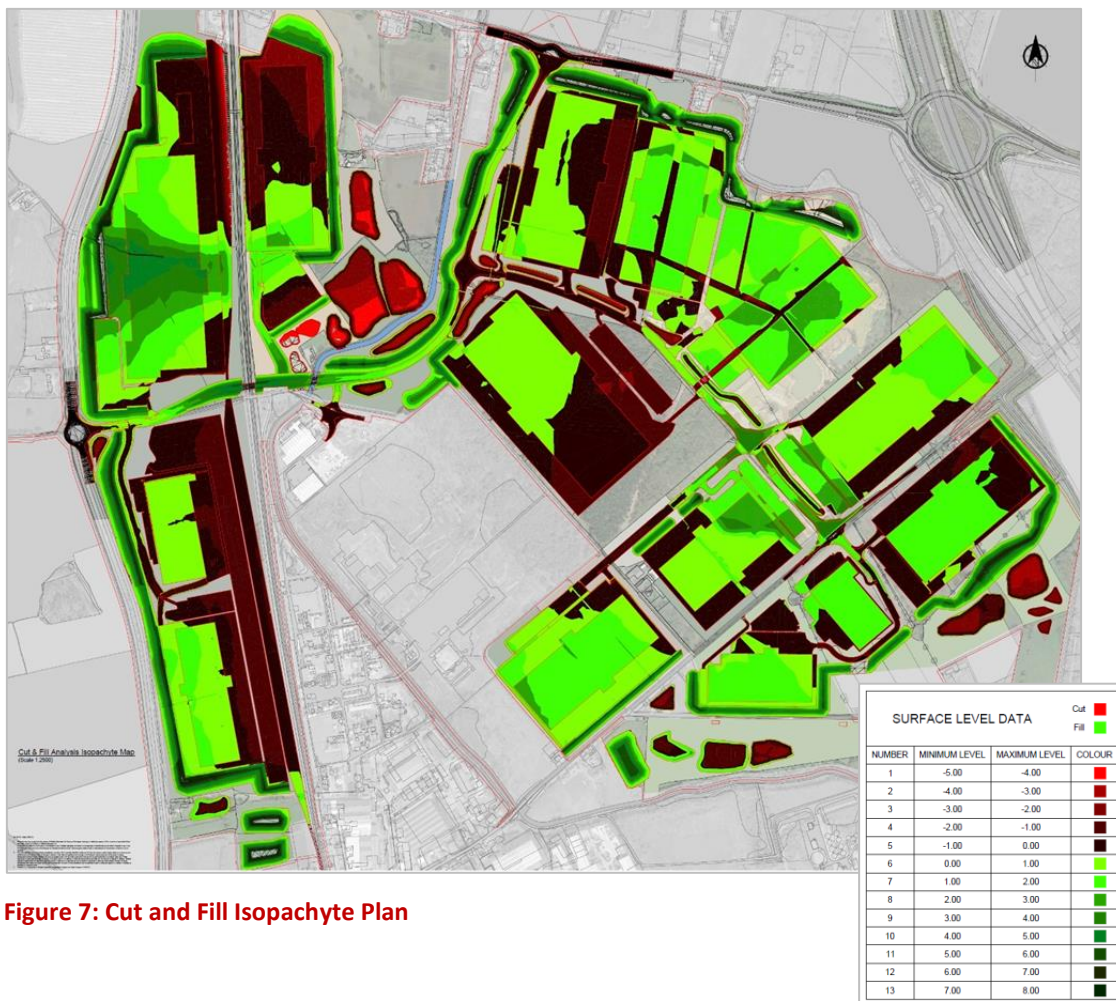 Cut & Fill Analysis Isopachyte Map
(Scale 1:2500)
SURFACE LEVEL DATA
Cut
Fill
NUMBER MINIMUM LEVEL MAXIMUM LEVEL COLOUR
1 -5.00 -4.00
2 -4.00 -3.00
3 -3.00 -2.00
4 -2.00 -1.00
5 -1.00 0.00
6 0.00 1.00
7 1.00 2.00
8 2.00 3.00
9 3.00 4.00
10 4.00 5.00
11 5.00 6.00
12 6.00 7.00
13 7.00 8.00
Figure 7: Cut and Fill Isopachyte Plan